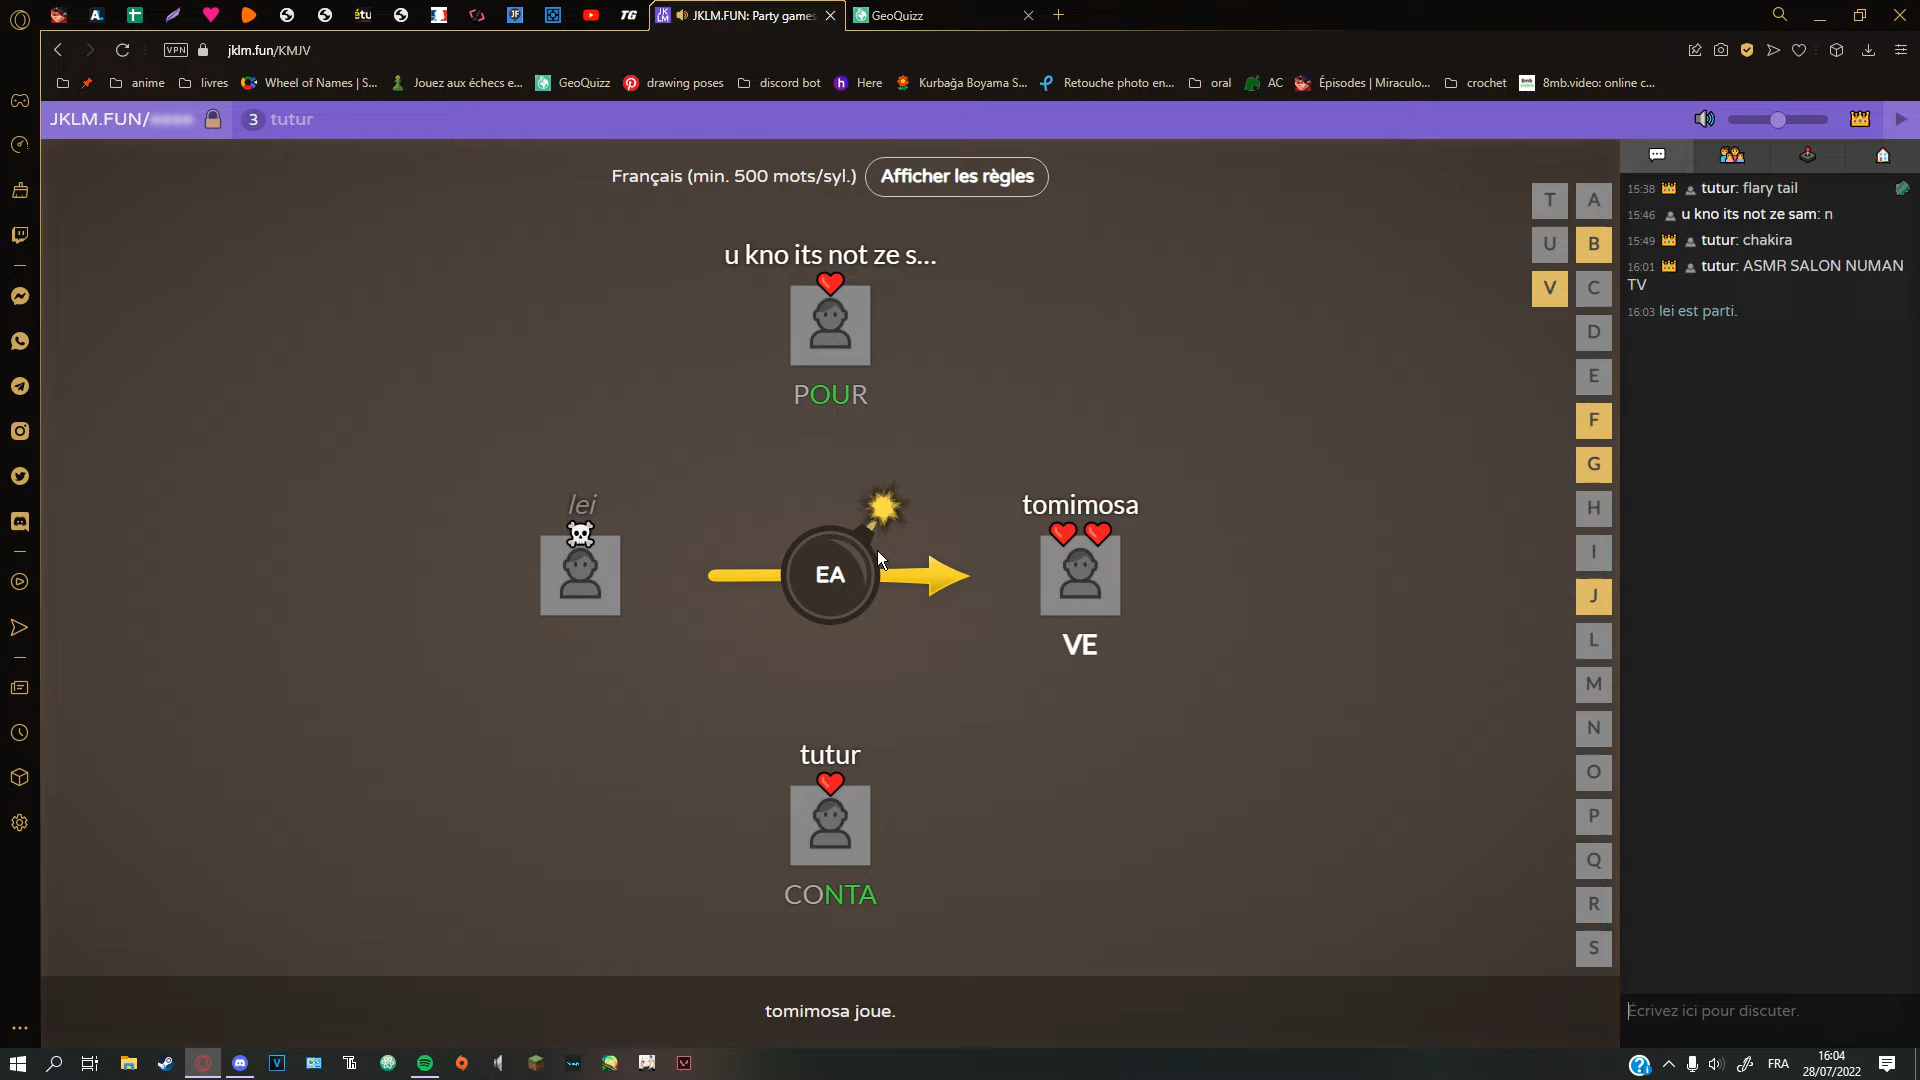 JKLM.FUN: Party games
GeoQuizz
VPN
jklm.fun/KMJV
anime
livres
Wheel of Names | S...
Jouez aux échecs e...
GeoQuizz
drawing poses
discord bot
Here
Kurbağa Boyama S...
Retouche photo en...
oral
AC
Épisodes | Miraculo...
crochet
8mb.video: online c...
JKLM.FUN/
3 tutur
Français (min. 500 mots/syl.)
Afficher les règles
u kno its not ze s...
POUR
lei
EA
tomimosa
VE
tutur
CONTA
tomimosa joue.
T
U
V
A
B
C
D
E
F
G
H
I
J
L
M
N
O
P
Q
R
S
15:38 tutur: flary tail
15:46 u kno its not ze sam: n
15:49 tutur: chakira
16:01 tutur: ASMR SALON NUMAN
TV
16:03 lei est parti.
Écrivez ici pour discuter.
FRA
16:04
28/07/2022